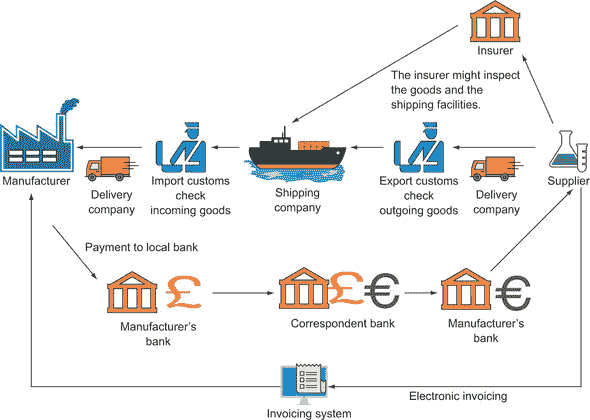 Insurer
The insurer might inspect
the goods and the
shipping facilities.
Manufacturer
Delivery
company
Import customs
check
incoming goods
Shipping
company
Export customs
check
outgoing goods
Delivery
company
Supplier
Payment to local bank
£
£€
€
Manufacturer's
bank
Correspondent bank
Manufacturer's
bank
Electronic invoicing
Invoicing system